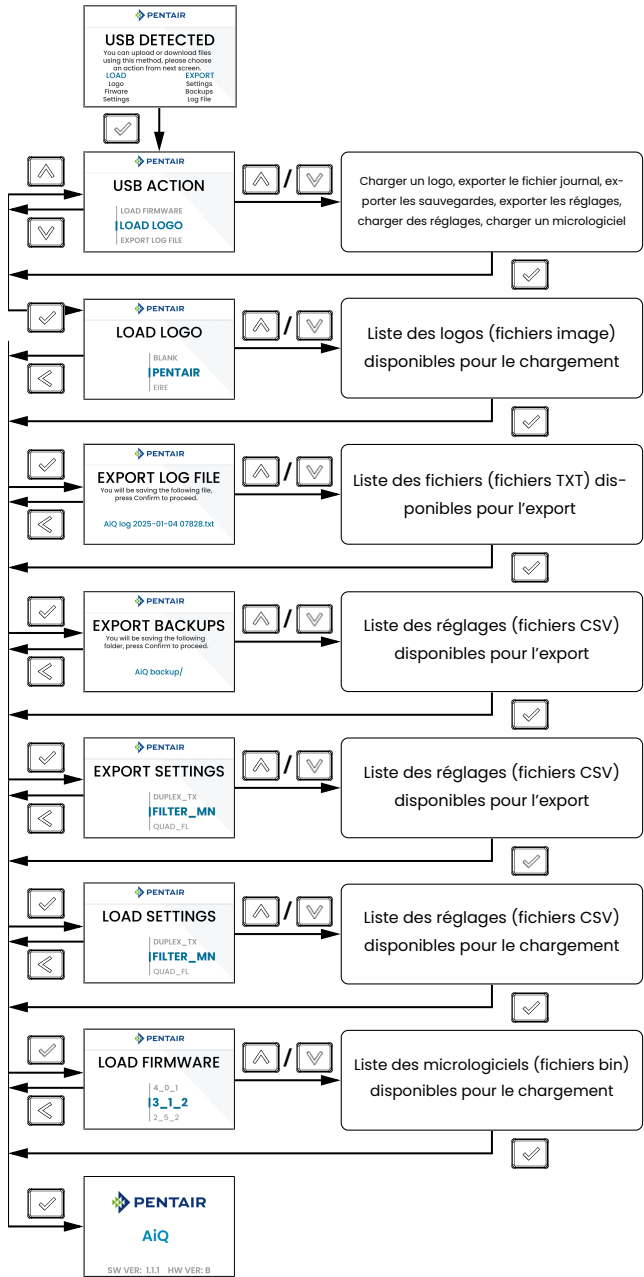 PENTAIR
USB DETECTED
You can upload or download files
using this method, please choose
an action from next screen.
LOAD EXPORT
Logo Settings
Firware Backups
Settings Log File
PENTAIR
USB ACTION
LOAD FIRMWARE
LOAD LOGO
EXPORT LOG FILE
/
Charger un logo, exporter le fichier journal, ex-
porter les sauvegardes, exporter les réglages,
charger des réglages, charger un micrologiciel
PENTAIR
LOAD LOGO
BLANK
PENTAIR
EIRE
/
Liste des logos (fichiers image)
disponibles pour le chargement
PENTAIR
EXPORT LOG FILE
You will be saving the following file,
press Confirm to proceed.
AiQ log 2025-01-04 07828.txt
/
Liste des fichiers (fichiers TXT) dis-
ponibles pour l’export
PENTAIR
EXPORT BACKUPS
You will be saving the following
folder, press Confirm to proceed.
AiQ backup/
/
Liste des réglages (fichiers CSV)
disponibles pour l’export
PENTAIR
EXPORT SETTINGS
DUPLEX_TX
FILTER_MN
QUAD_FL
/
Liste des réglages (fichiers CSV)
disponibles pour l’export
PENTAIR
LOAD SETTINGS
DUPLEX_TX
FILTER_MN
QUAD_FL
/
Liste des réglages (fichiers CSV)
disponibles pour le chargement
PENTAIR
LOAD FIRMWARE
4_0_1
3_1_2
2_5_2
/
Liste des micrologiciels (fichiers bin)
disponibles pour le chargement
PENTAIR
AiQ
SW VER: 1.1.1 HW VER: B